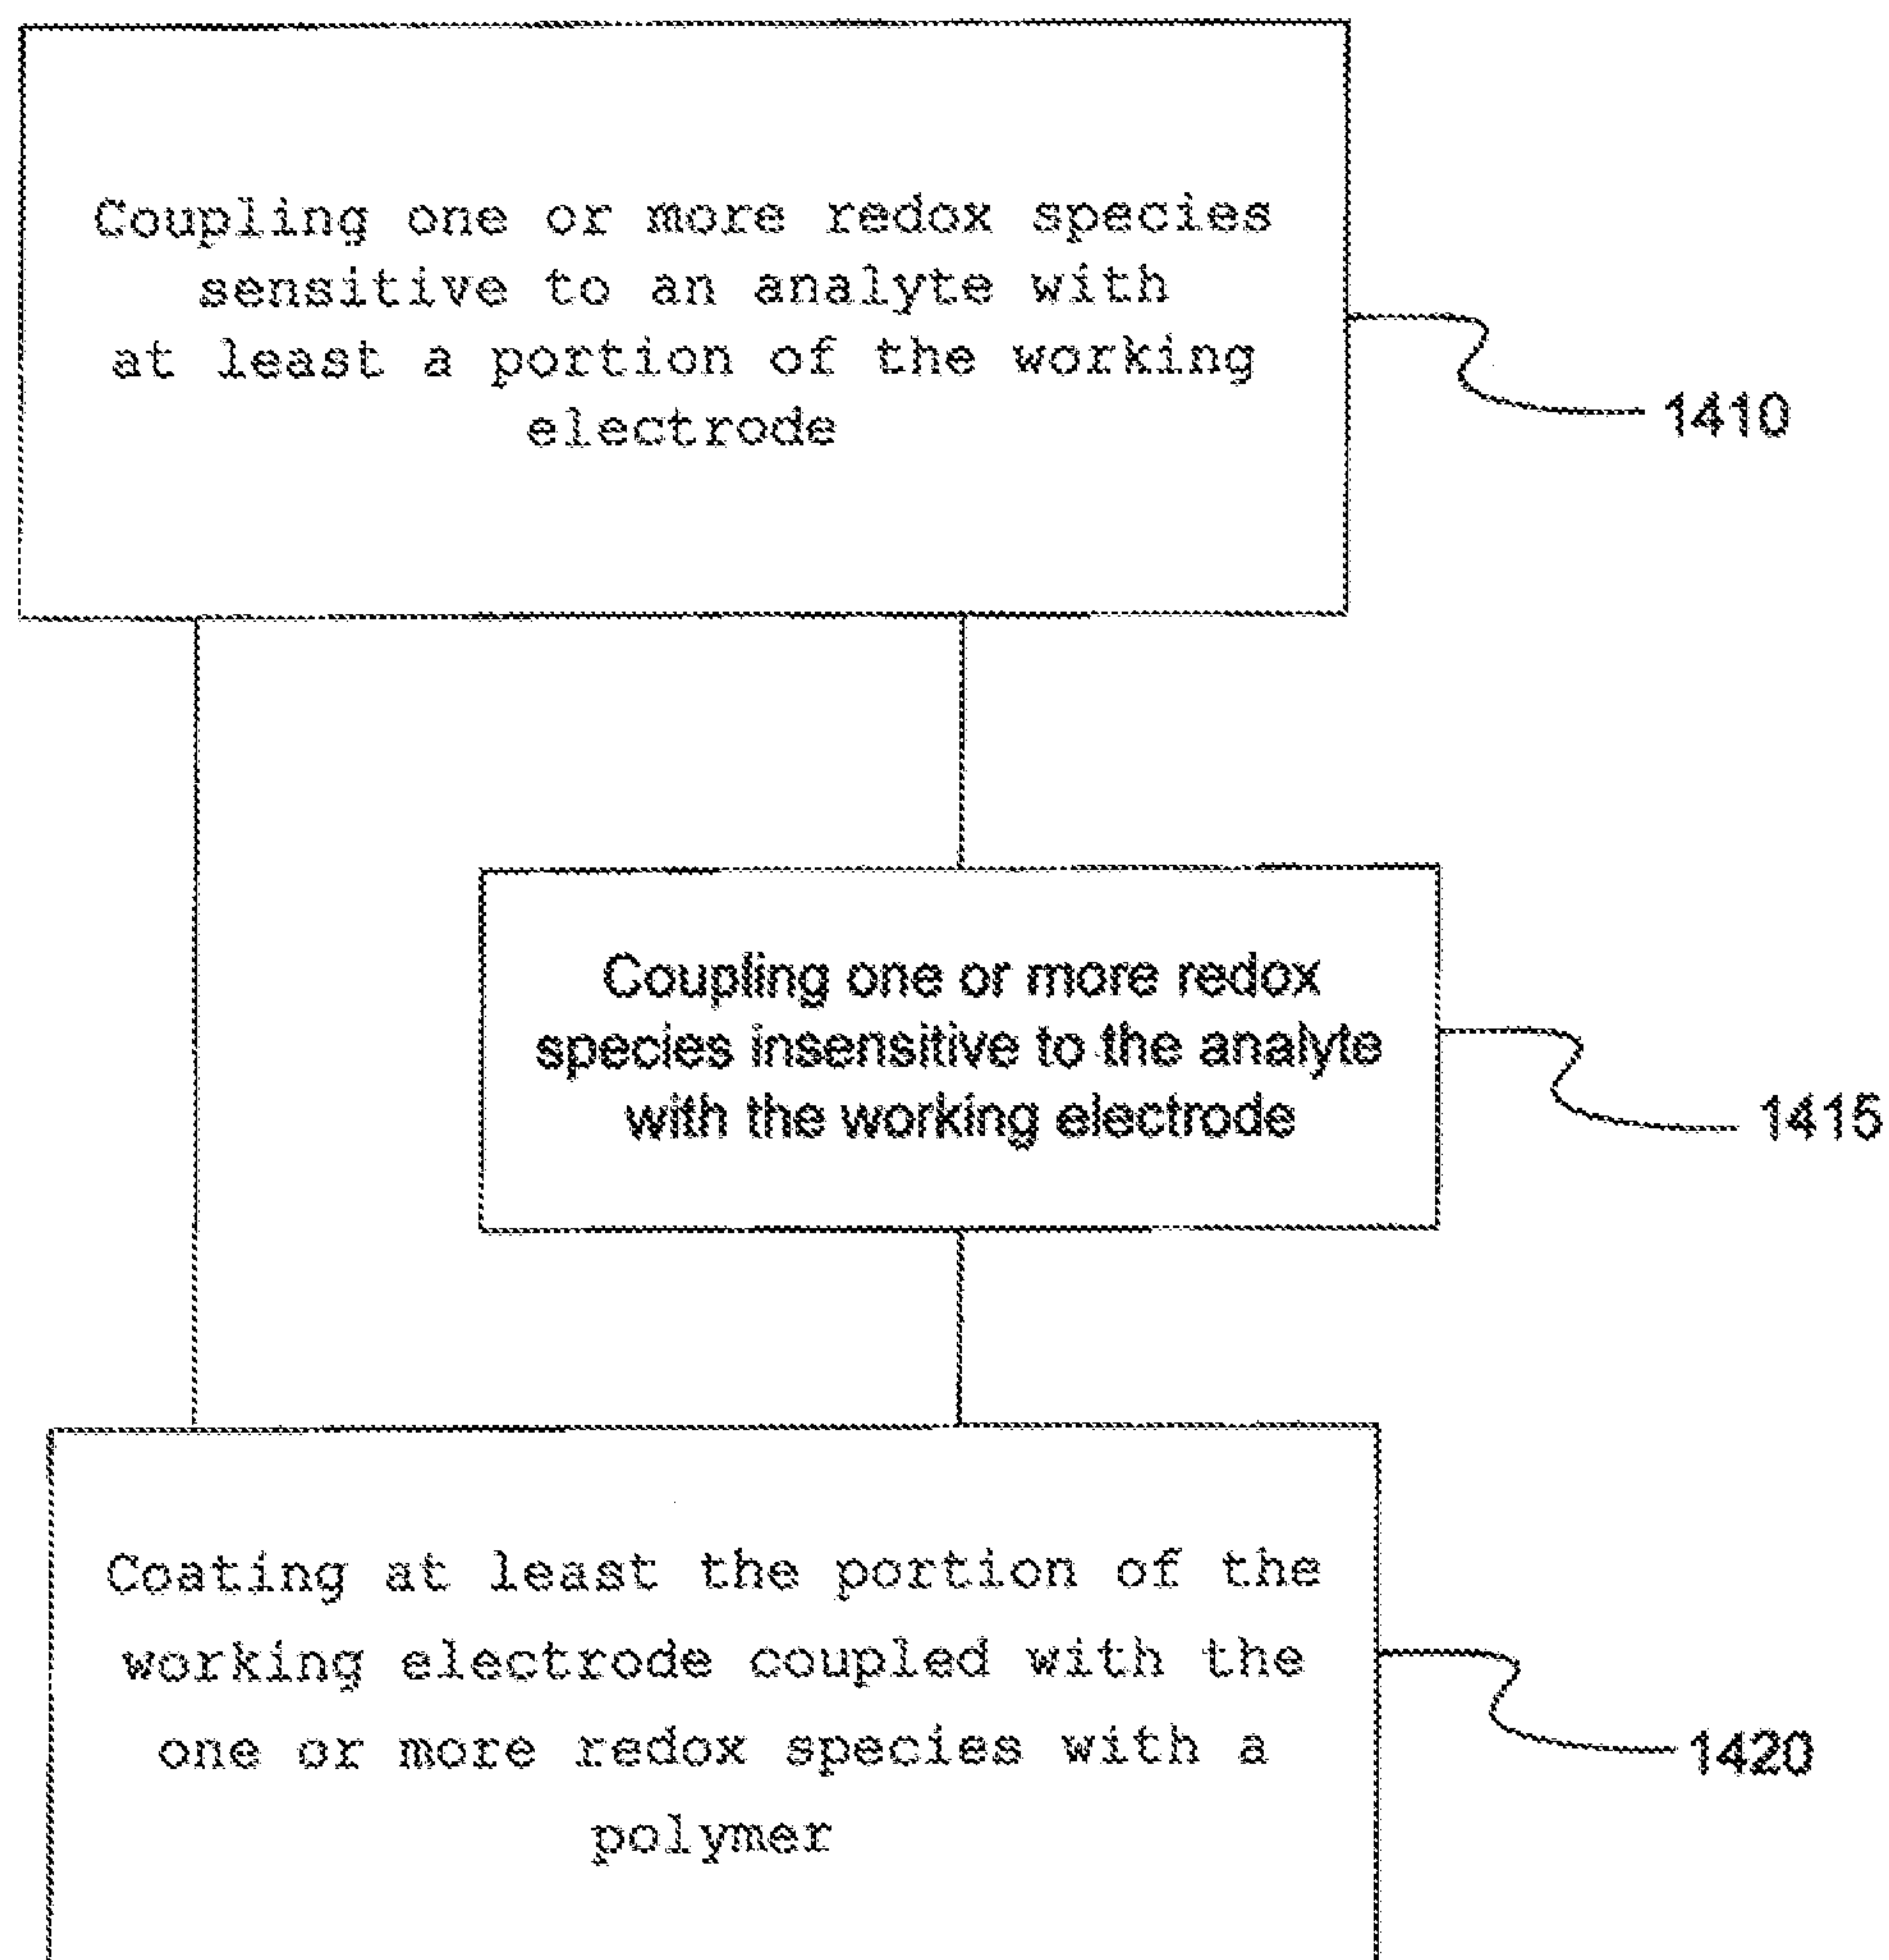 Coupling one or more redox species
sensitive to an analyte with
at least a portion of the working
electrode
1410
Coupling one or more redox
species insensitive to the analyte
with the working electrode
1415
Coating at least the portion of the
working electrode coupled with the
one or more redox species with a
polymer
1420